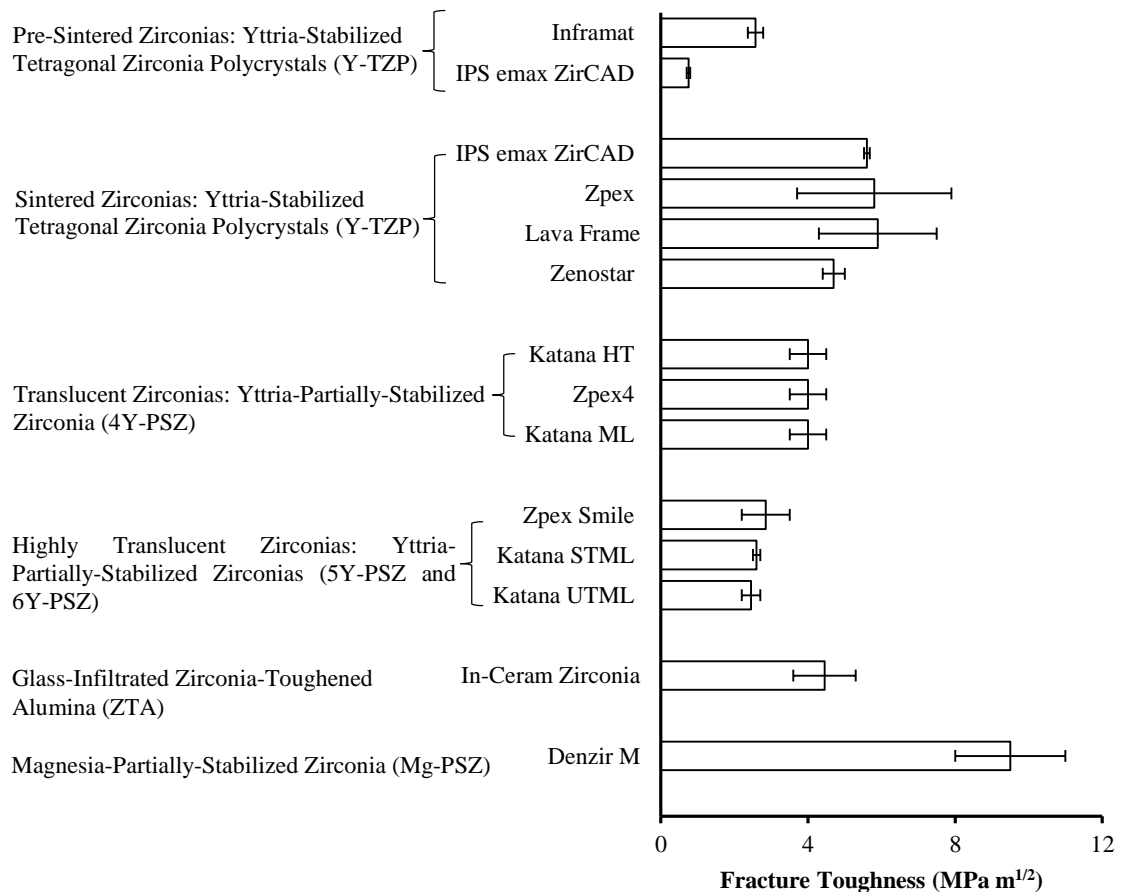 Pre-Sintered Zirconias: Yttria-Stabilized
Tetragonal Zirconia Polycrystals (Y-TZP)
Inframat
IPS emax ZirCAD
Sintered Zirconias: Yttria-Stabilized
Tetragonal Zirconia Polycrystals (Y-TZP)
IPS emax ZirCAD
Zpex
Lava Frame
Zenostar
Translucent Zirconias: Yttria-Partially-Stabilized
Zirconia (4Y-PSZ)
Katana HT
Zpex4
Katana ML
Highly Translucent Zirconias: Yttria-
Partially-Stabilized Zirconias (5Y-PSZ and
6Y-PSZ)
Zpex Smile
Katana STML
Katana UTML
Glass-Infiltrated Zirconia-Toughened
Alumina (ZTA)
In-Ceram Zirconia
Magnesia-Partially-Stabilized Zirconia (Mg-PSZ)
Denzir M
0 4 8 12
Fracture Toughness (MPa m^1/2)